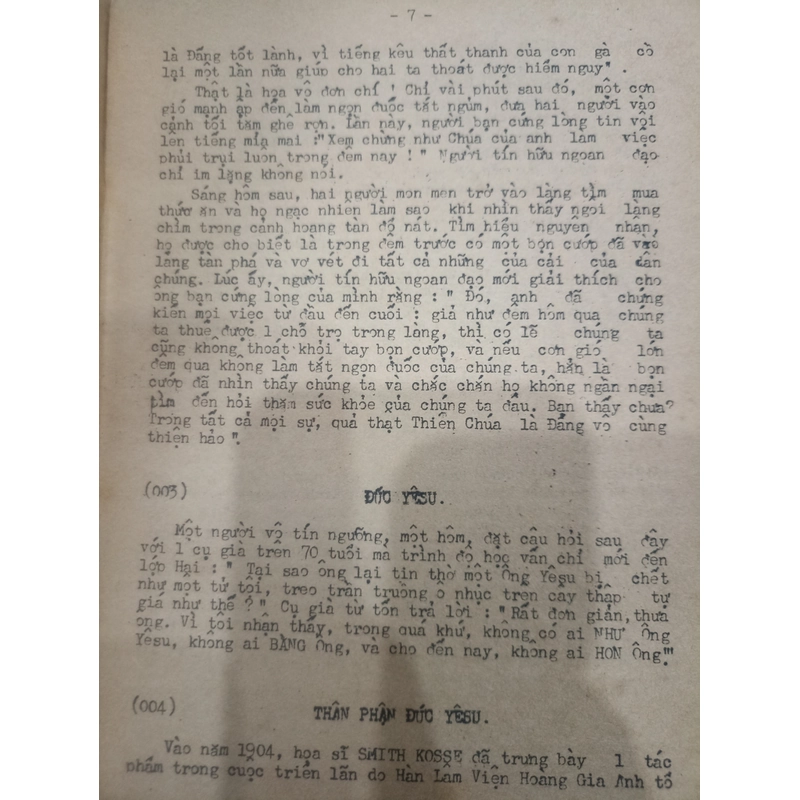 - 7 -
là Đấng tốt lành, vì tiếng kêu thất thanh của con gà cồ
lại một lần nữa giúp cho hai ta thoát được hiểm nguy" .
Thật là họa vô đơn chí ! Chỉ vài phút sau đó, một cơn
gió mạnh ập đến làm ngọn đuốc tắt ngủm, đưa hai người vào
cảnh tối tăm ghê rợn. Lần này, người bạn cứng lòng tin vội
lên tiếng mỉa mai :"Xem chừng như Chúa của anh làm việc
phủi trụi luôn trong đêm nay ! " Người tín hữu ngoan đạo
chỉ im lặng không nói.
Sáng hôm sau, hai người mon men trở vào làng tìm mua
thức ăn và họ ngạc nhiên làm sao khi nhìn thấy ngôi làng
chìm trong cảnh hoang tàn đổ nát. Tìm hiểu nguyên nhân,
họ được cho biết là trong đêm trước có một bọn cướp đã vào
làng tàn phá và vơ vét đi tất cả những của cải của dân
chúng. Lúc ấy, người tín hữu ngoan đạo mới giải thích cho
ông bạn cứng lòng của mình rằng : " Đó, anh đã chứng
kiến mọi việc từ đầu đến cuối : giả như đêm hôm qua chúng
ta thuê được 1 chỗ trọ trong làng, thì có lẽ chúng ta
cũng không thoát khỏi tay bọn cướp, và nếu cơn gió lớn
đêm qua không làm tắt ngọn đuốc của chúng ta, hẳn là bọn
cướp đã nhìn thấy chúng ta và chắc chắn họ không ngần ngại
tìm đến hỏi thăm sức khỏe của chúng ta đâu. Bạn thấy chưa?
Trong tất cả mọi sự, quả thật Thiên Chúa là Đấng vô cùng
thiện hảo ".
(003)
ĐỨC YÊSU.
Một người vô tín ngưỡng, một hôm, đặt câu hỏi sau đây
với 1 cụ già trên 70 tuổi mà trình độ học vấn chỉ mới đến
lớp Hai : " Tại sao ông lại tin thờ một Ông Yêsu bị chết
như một tử tội, treo trần truồng ô nhục trên cây thập tự
giá như thế ? " Cụ già từ tốn trả lời : "Rất đơn giản,thưa
ông. Vì tôi nhận thấy, trong quá khứ, không có ai NHƯ Ông
Yêsu, không ai BẰNG Ông, và cho đến nay, không ai HƠN Ông"
(004)
THÂN PHẬN ĐỨC YÊSU.
Vào năm 1904, họa sĩ SMITH KOSSE đã trưng bày 1 tác
phẩm trong cuộc triển lãn do Hàn Lâm Viện Hoàng Gia Anh tổ